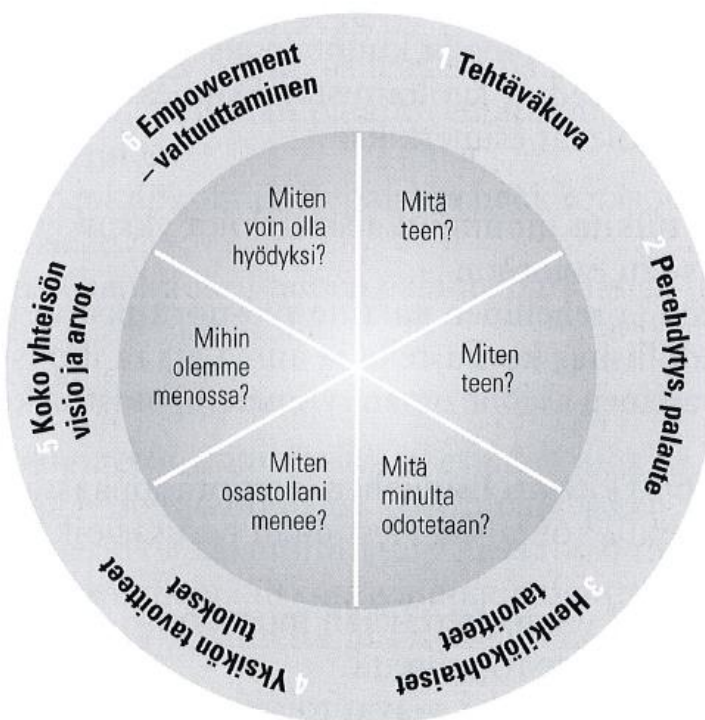 1 Tehtäväkuva
Mitä
teen?
2 Perehdytys, palaute
Miten
teen?
3 Henkilökohtaiset
tavoitteet
Mitä
minulta
odotetaan?
4 Yksikön tavoitteet
tulokset
Miten
osastollani
menee?
5 Koko yhteisön
visio ja arvot
Mihin
olemme
menossa?
6 Empowerment
– valtuuttaminen
Miten
voin olla
hyödyksi?